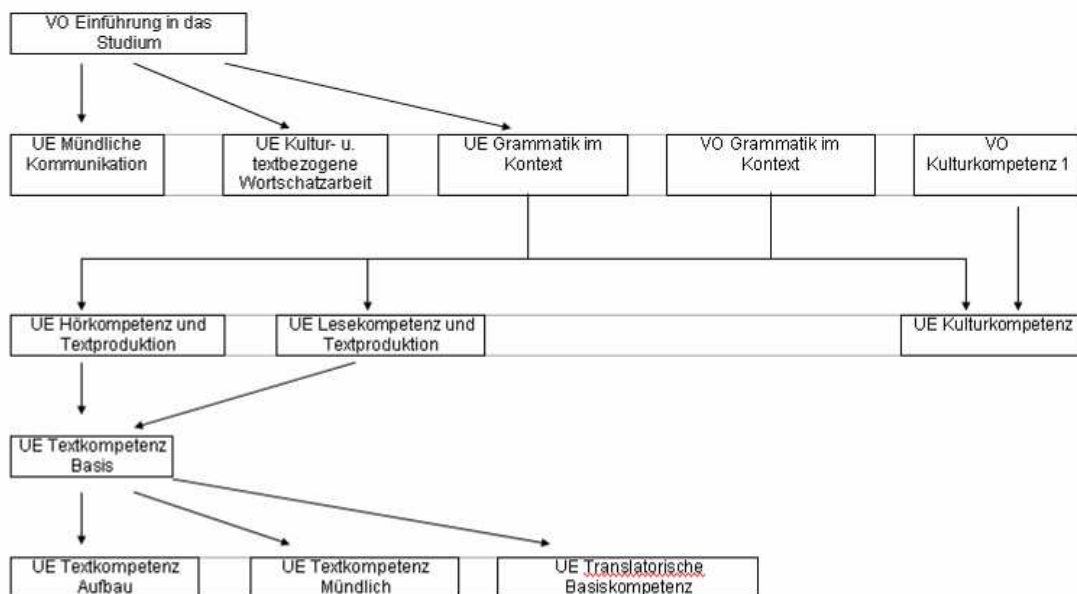 VO Einführung in das
Studium
UE Mündliche
Kommunikation
UE Kultur- u.
textbezogene
Wortschatzarbeit
UE Grammatik im
Kontext
VO Grammatik im
Kontext
VO
Kulturkompetenz 1
UE Hörkompetenz und
Textproduktion
UE Lesekompetenz und
Textproduktion
UE Kulturkompetenz
UE Textkompetenz
Basis
UE Textkompetenz
Aufbau
UE Textkompetenz
Mündlich
UE Translatorische
Basiskompetenz